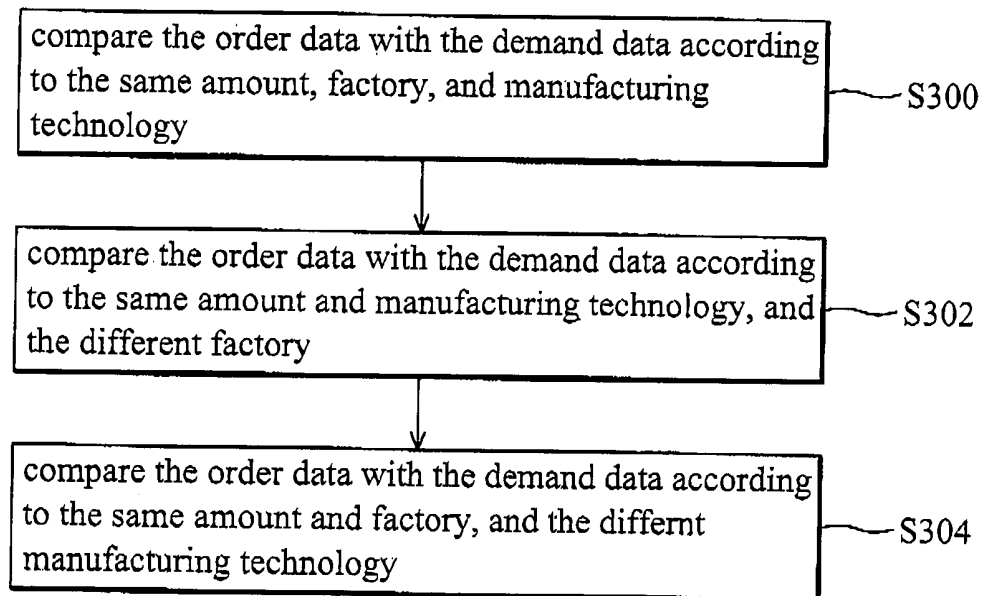 compare the order data with the demand data according
to the same amount, factory, and manufacturing
technology
S300
compare the order data with the demand data according
to the same amount and manufacturing technology, and
the different factory
S302
compare the order data with the demand data according
to the same amount and factory, and the differnt
manufacturing technology
S304